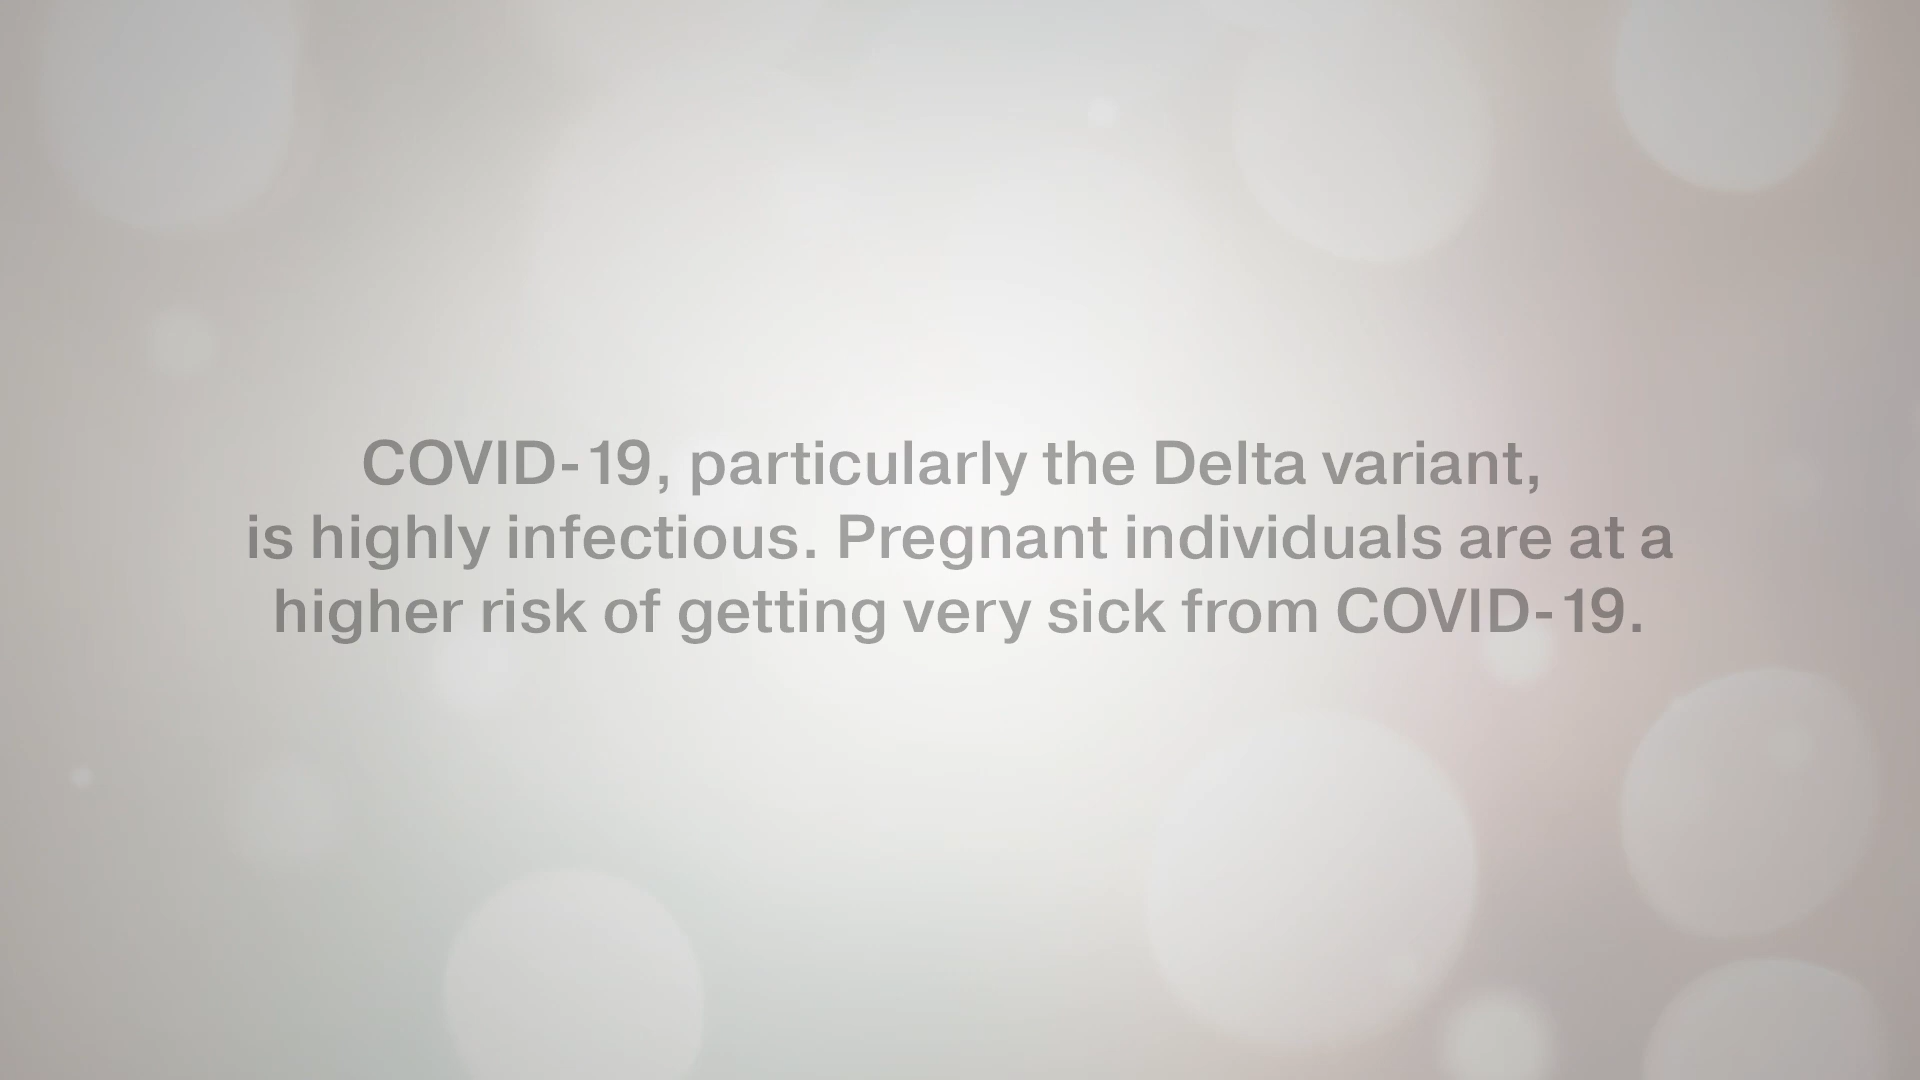 COVID-19, particularly the Delta variant,
is highly infectious. Pregnant individuals are at a
higher risk of getting very sick from COVID-19.